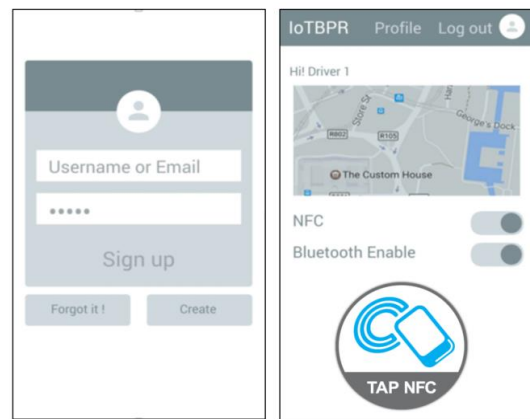 Username or Email
•••••
Sign up
Forgot it !
Create
IoTBPR Profile Log out
Hi! Driver 1
Store St
R802
R105
George's Dock
The Custom House
NFC
Bluetooth Enable
TAP NFC